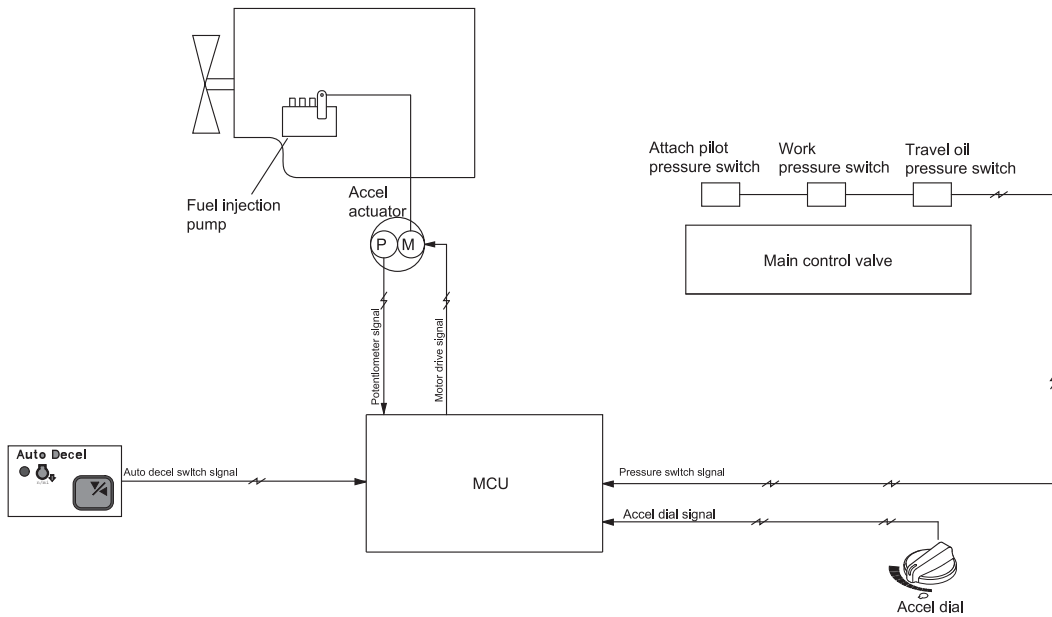 Attach pilot
pressure switch
Work
pressure switch
Travel oil
pressure switch
Fuel injection
pump
Accel
actuator
P
M
Main control valve
Potentiometer signal
Motor drive signal
Auto Decel
Auto decel switch signal
MCU
Pressure switch signal
Accel dial signal
Accel dial